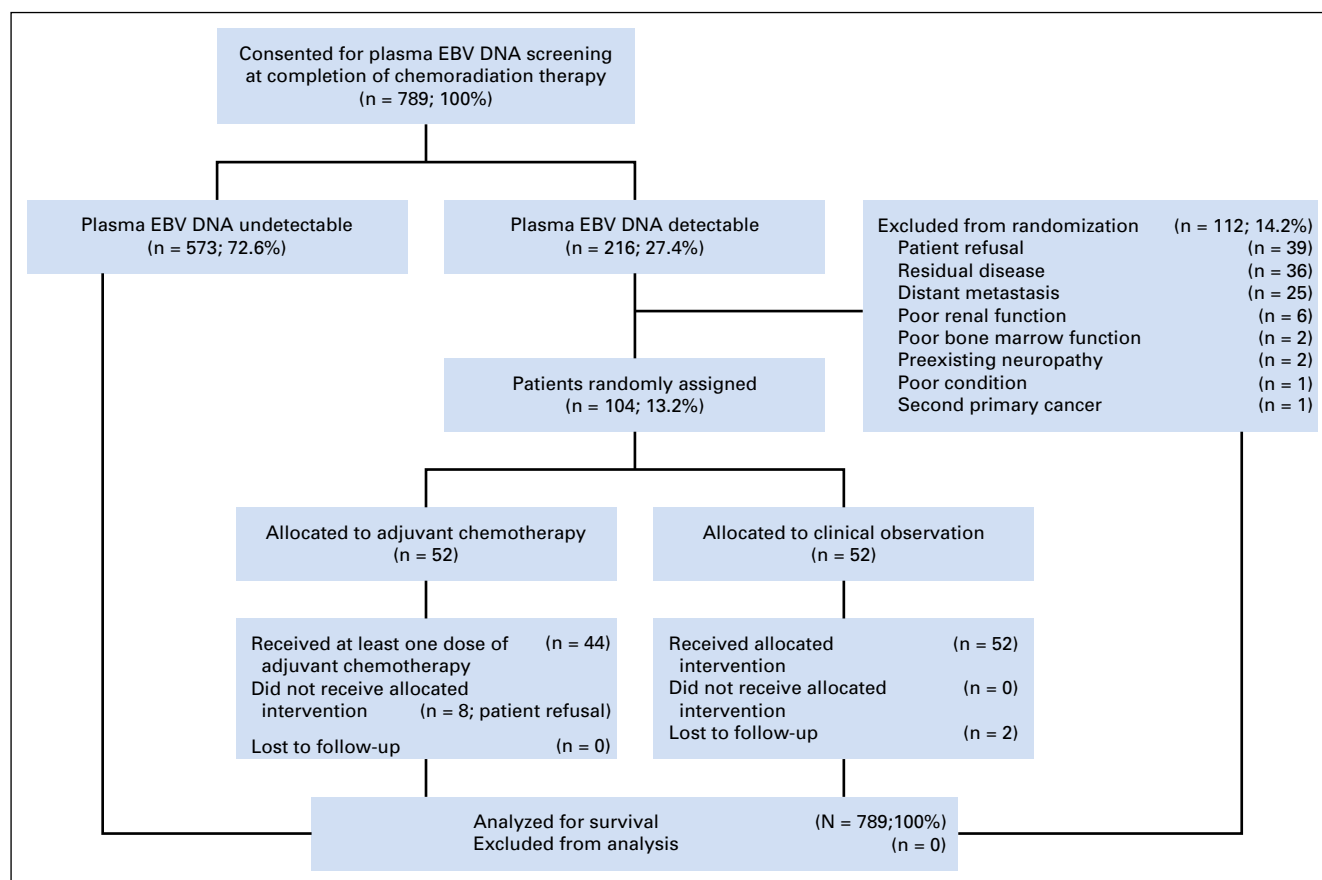 Consented for plasma EBV DNA screening
at completion of chemoradiation therapy
(n = 789; 100%)
Plasma EBV DNA undetectable
(n = 573; 72.6%)
Plasma EBV DNA detectable
(n = 216; 27.4%)
Excluded from randomization (n = 112; 14.2%)
Patient refusal (n = 39)
Residual disease (n = 36)
Distant metastasis (n = 25)
Poor renal function (n = 6)
Poor bone marrow function (n = 2)
Preexisting neuropathy (n = 2)
Poor condition (n = 1)
Second primary cancer (n = 1)
Patients randomly assigned
(n = 104; 13.2%)
Allocated to adjuvant chemotherapy
(n = 52)
Allocated to clinical observation
(n = 52)
Received at least one dose of (n = 44)
adjuvant chemotherapy
Did not receive allocated
intervention (n = 8; patient refusal)
Lost to follow-up (n = 0)
Received allocated (n = 52)
intervention
Did not receive allocated (n = 0)
intervention
Lost to follow-up (n = 2)
Analyzed for survival (N = 789;100%)
Excluded from analysis (n = 0)